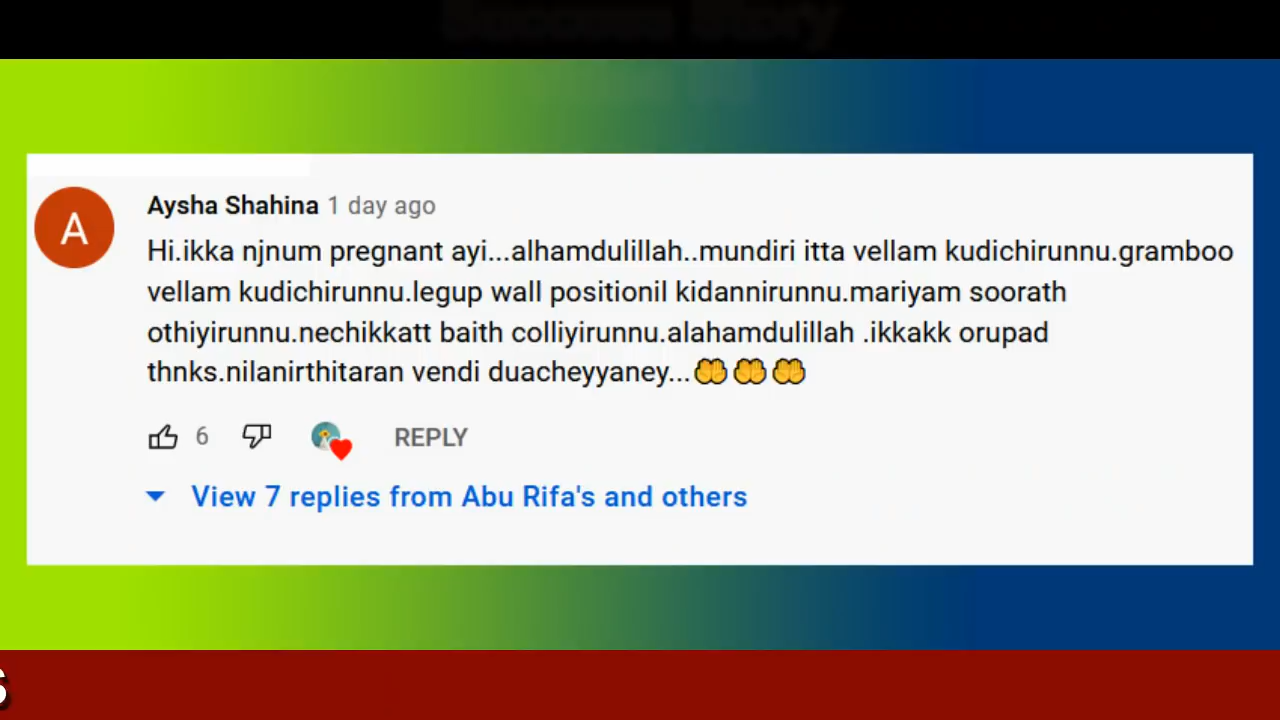 Success Story
A
Aysha Shahina 1 day ago
Hi.ikka njnum pregnant ayi...alhamdulillah..mundiri itta vellam kudichirunnu.gramboo
vellam kudichirunnu.legup wall positionil kidannirunnu.mariyam soorath
othiyirunnu.nechikkatt baith colliyirunnu.alahamdulillah .ikkakk orupad
thnks.nilanirthitaran vendi duacheyyaney...🤲🤲🤲
6 REPLY
View 7 replies from Abu Rifa's and others